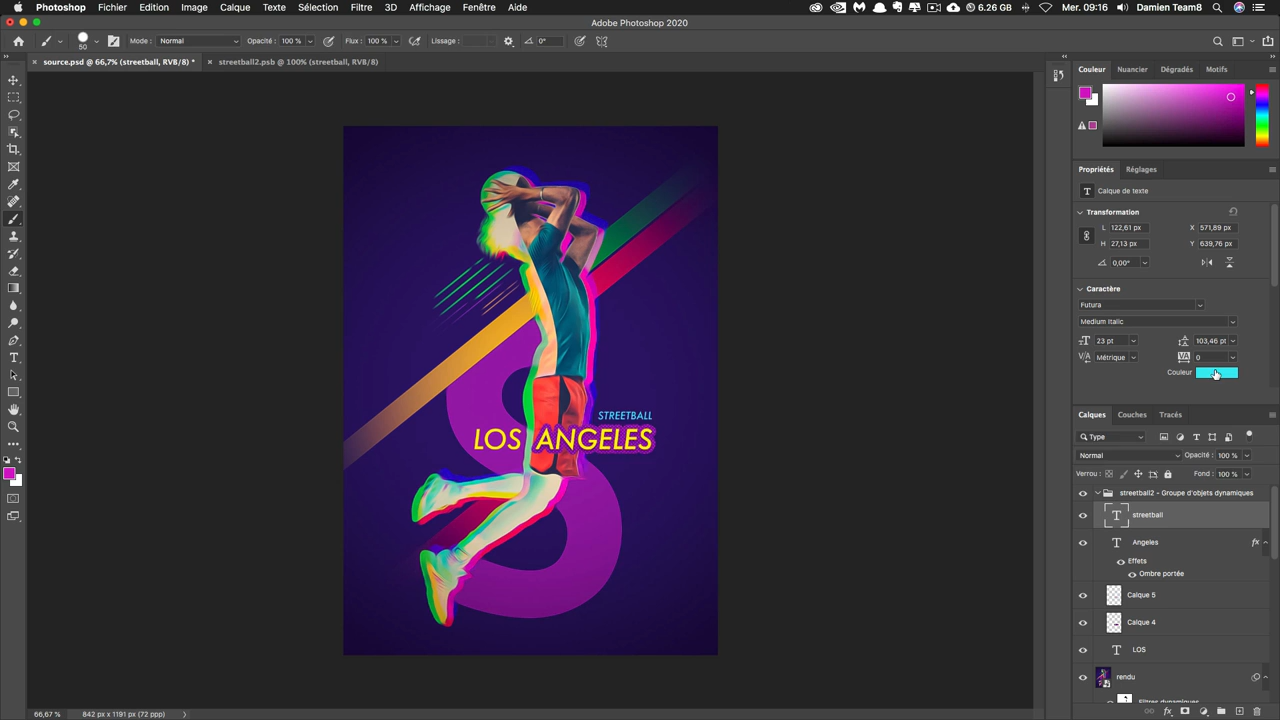 Photoshop Fichier Edition Image Calque Texte Sélection Filtre 3D Affichage Fenêtre Aide 6.26 GB Mer. 09:16 Damien Team8
Adobe Photoshop 2020
50 Mode : Normal Opacité : 100 % Flux : 100 % Lissage : 0°
source.psd @ 66,7% (streetball, RVB/8) * streetball2.psb @ 100% (streetball, RVB/8)
Couleur Nuancier Dégradés Motifs
Propriétés Réglages
T Calque de texte
Transformation
L 122,61 px X 571,89 px
H 27,13 px Y 639,76 px
0,00°
Caractère
Futura
Medium Italic
23 pt 103,46 pt
Métrique 0
Couleur
STREETBALL
LOS ANGELES
Calques Couches Tracés
Type
Normal Opacité : 100 %
Verrou : Fond : 100 %
streetball2 - Groupe d'objets dynamiques
T streetball
T Angeles fx
Effets
Ombre portée
Calque 5
Calque 4
T LOS
rendu
Filtres dynamiques
66,67 % 842 px x 1191 px (72 ppp)